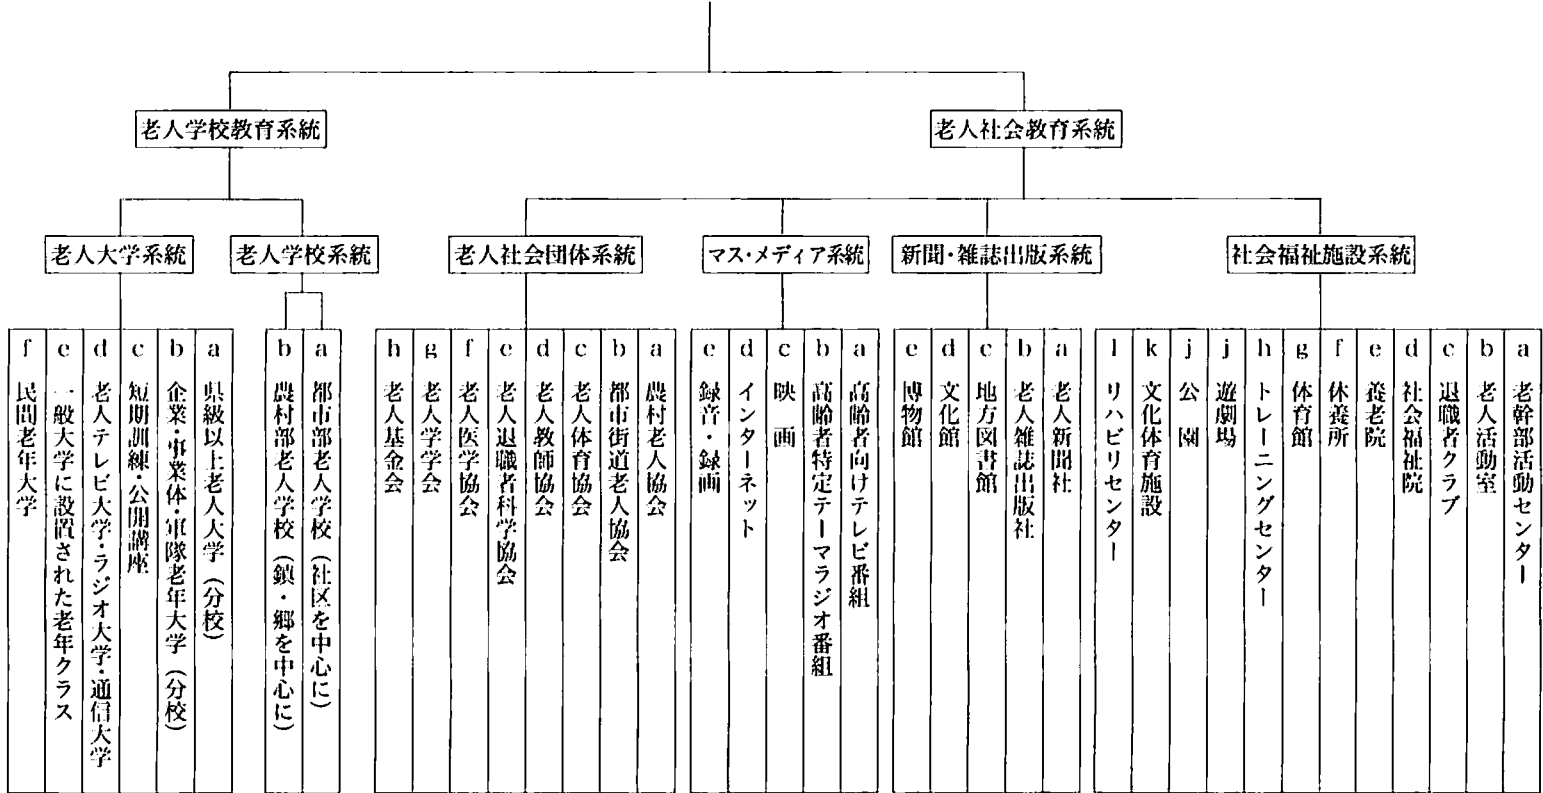 老人学校教育系統
老人社会教育系統
老人大学系統
老人学校系統
老人社会団体系統
マス・メディア系統
新聞・雑誌出版系統
社会福祉施設系統
a 県級以上老人大学（分校）
b 企業・事業体・軍隊老年大学（分校）
c 短期訓練・公開講座
d 老人テレビ大学・ラジオ大学・通信大学
e 一般大学に設置された老年クラス
f 民間老年大学
a 都市部老人学校（社区を中心に）
b 農村部老人学校（鎮・郷を中心に）
a 農村老人協会
b 都市街道老人協会
c 老人体育協会
d 老人教師協会
e 老人退職者科学協会
f 老人医学協会
g 老人学学会
h 老人基金会
a 高齢者向けテレビ番組
b 高齢者特定テーマラジオ番組
c 映画
d インターネット
e 録音・録画
a 老人新聞社
b 老人雑誌出版社
c 地方図書館
d 文化館
e 博物館
a 老幹部活動センター
b 老人活動室
c 退職者クラブ
d 社会福祉院
e 養老院
f 休養所
g 体育館
h トレーニングセンター
j 遊劇場
j 公園
k 文化体育施設
l リハビリセンター